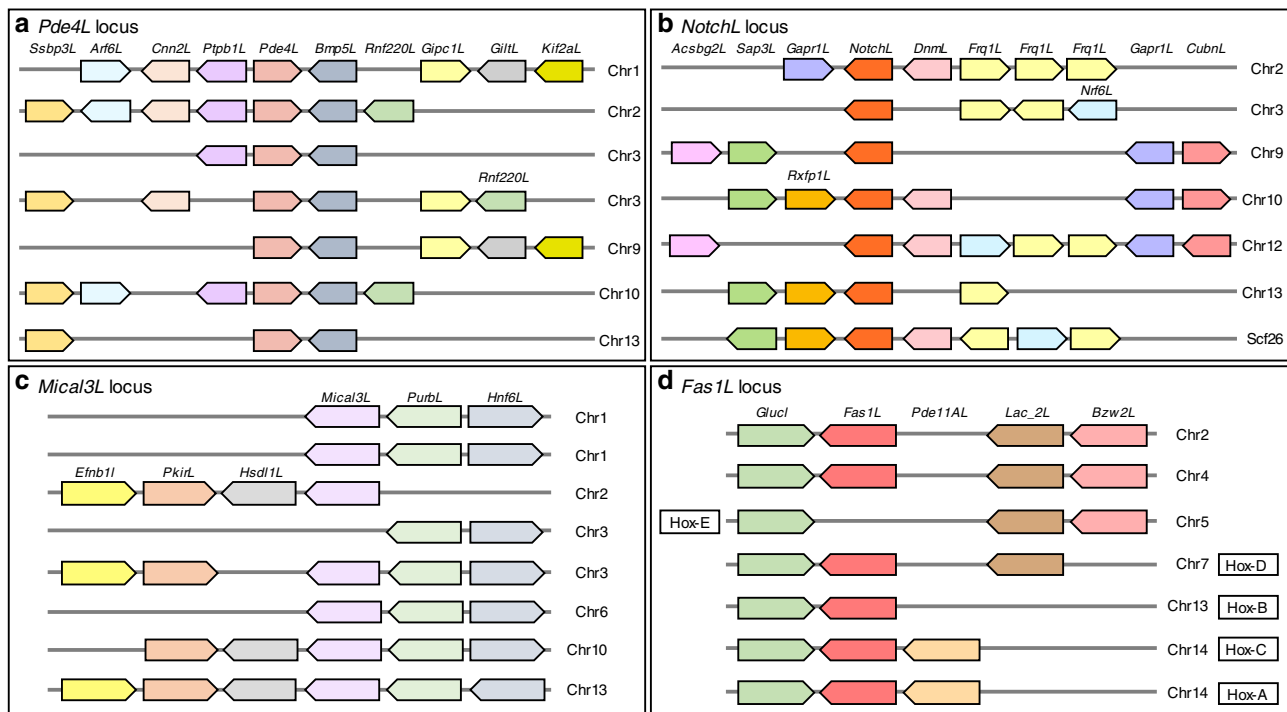 a Pde4L locus
Ssbp3L Arf6L Cnn2L Ptpb1L Pde4L Bmp5L Rnf220L Gipc1L GiltL Kif2aL
Chr1
Chr2
Chr3
Rnf220L
Chr3
Chr9
Chr10
Chr13
b NotchL locus
Acsbg2L Sap3L Gapr1L NotchL DnmL Frq1L Frq1L Frq1L Gapr1L CubnL
Chr2
Nrf6L
Chr3
Chr9
Rxfp1L
Chr10
Chr12
Chr13
Scf26
c Mical3L locus
Mical3L PurbL Hnf6L
Chr1
Chr1
Efnb1l PkirL Hsdl1L
Chr2
Chr3
Chr3
Chr6
Chr10
Chr13
d Fas1L locus
Glucl Fas1L Pde11AL Lac_2L Bzw2L
Chr2
Chr4
Hox-E Chr5
Chr7 Hox-D
Chr13 Hox-B
Chr14 Hox-C
Chr14 Hox-A